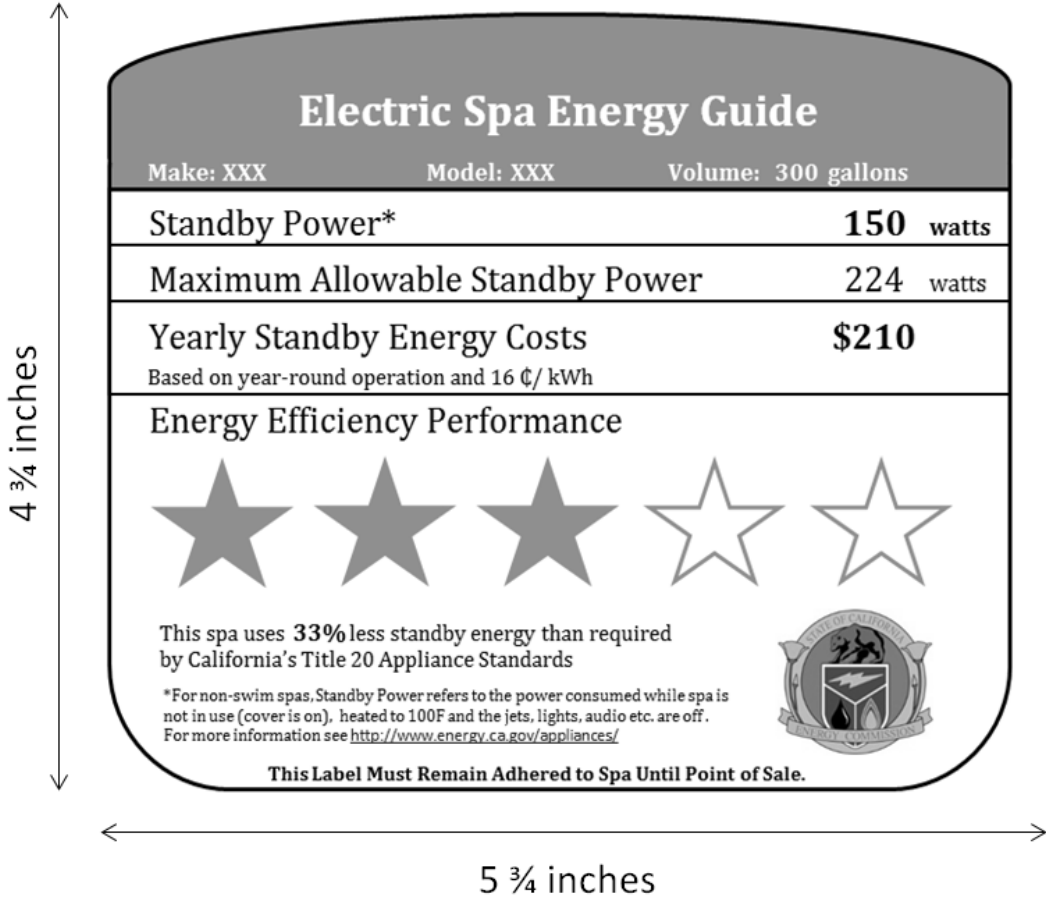 Electric Spa Energy Guide
Make: XXX Model: XXX Volume: 300 gallons
Standby Power* 150 watts
Maximum Allowable Standby Power 224 watts
Yearly Standby Energy Costs $210
Based on year-round operation and 16 ₵/ kWh
Energy Efficiency Performance
This spa uses 33% less standby energy than required
by California's Title 20 Appliance Standards
*For non-swim spas, Standby Power refers to the power consumed while spa is
not in use (cover is on), heated to 100F and the jets, lights, audio etc. are off.
For more information see http://www.energy.ca.gov/appliances/
STATE OF CALIFORNIA
ENERGY COMMISSION
This Label Must Remain Adhered to Spa Until Point of Sale.
4 ¾ inches
5 ¾ inches